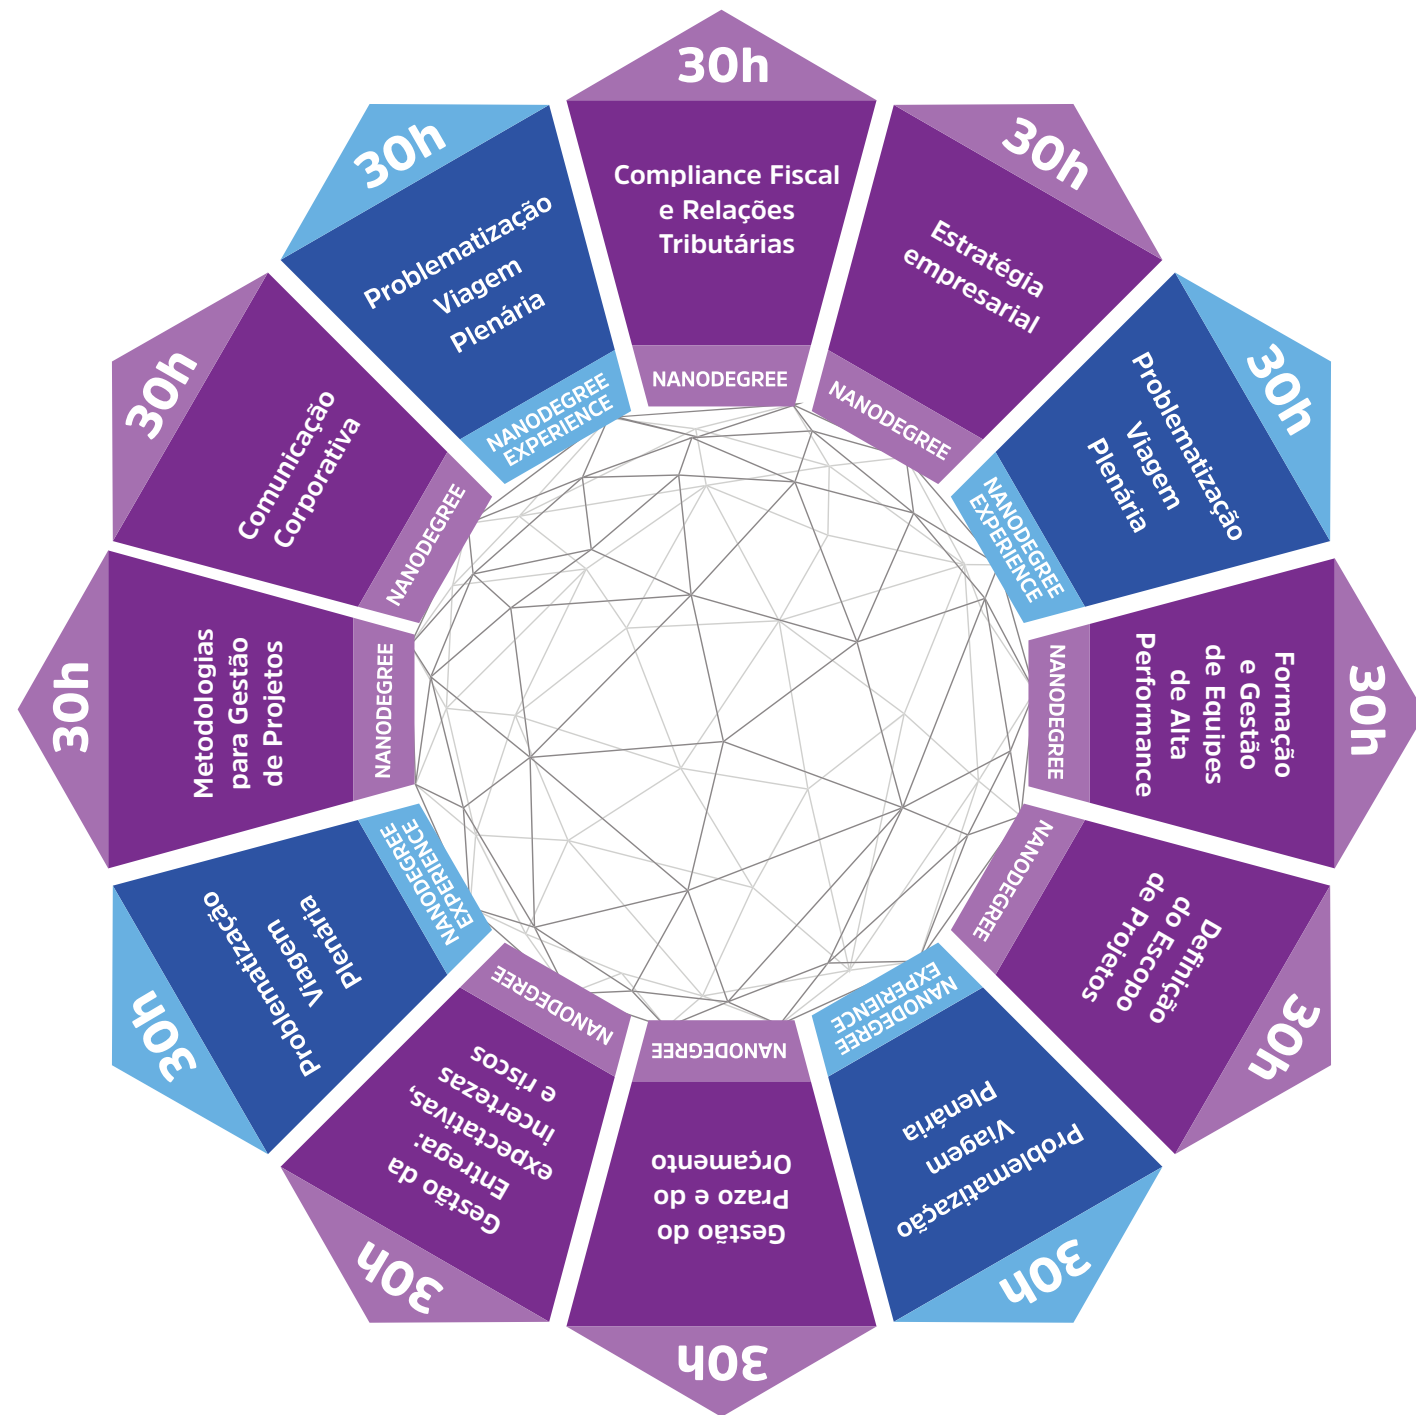 30h
Compliance Fiscal
e Relações
Tributárias
NANODEGREE
30h
Estratégia
empresarial
NANODEGREE
30h
Problematização
Viagem
Plenária
NANODEGREE
EXPERIENCE
30h
Formação
e Gestão
de Equipes
de Alta
Performance
NANODEGREE
30h
Definição
do Escopo
de Projetos
NANODEGREE
30h
Problematização
Viagem
Plenária
NANODEGREE
EXPERIENCE
30h
Gestão do
Prazo e do
Orçamento
NANODEGREE
30h
Gestão da
Entrega:
expectativas,
incertezas
e riscos
NANODEGREE
30h
Problematização
Viagem
Plenária
NANODEGREE
EXPERIENCE
30h
Metodologias
para Gestão
de Projetos
NANODEGREE
30h
Comunicação
Corporativa
NANODEGREE
30h
Problematização
Viagem
Plenária
NANODEGREE
EXPERIENCE